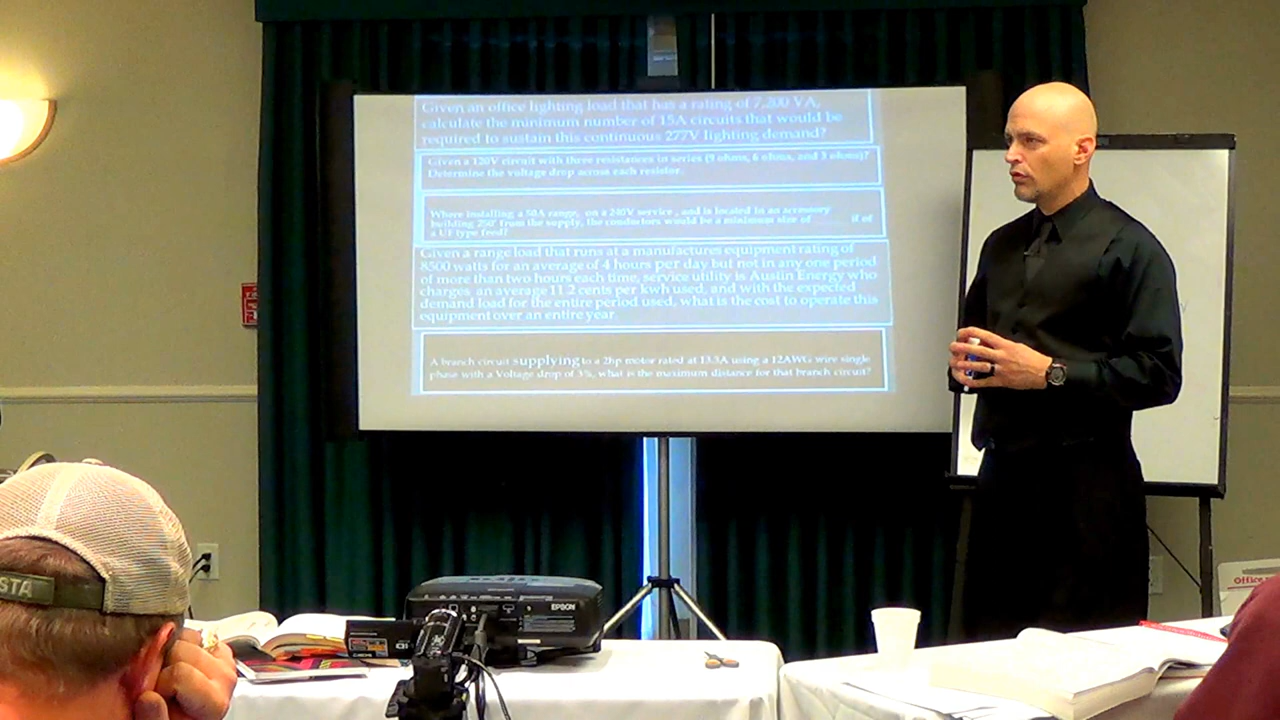 Given an office lighting load that has a rating of 7,200 VA,
calculate the minimum number of 15A circuits that would be
required to sustain this continuous 277V lighting demand?
Given a 120V circuit with three resistances in series (9 ohms, 6 ohms, and 3 ohms)?
Determine the voltage drop across each resistor.
Where installing a 50A range, on a 240V service, and is located in an accessory
building 250' from the supply, the conductors would be a minimum size of if of
a UF type feed?
Given a range load that runs at a manufactures equipment rating of
8500 watts for an average of 4 hours per day but not in any one period
of more than two hours each time, service utility is Austin Energy who
charges an average 11.2 cents per kwh used, and with the expected
demand load for the entire period used, what is the cost to operate this
equipment over an entire year.
A branch circuit supplying to a 2hp motor rated at 13.3A using a 12AWG wire single
phase with a Voltage drop of 3%, what is the maximum distance for that branch circuit?
EPSON
STA
Office